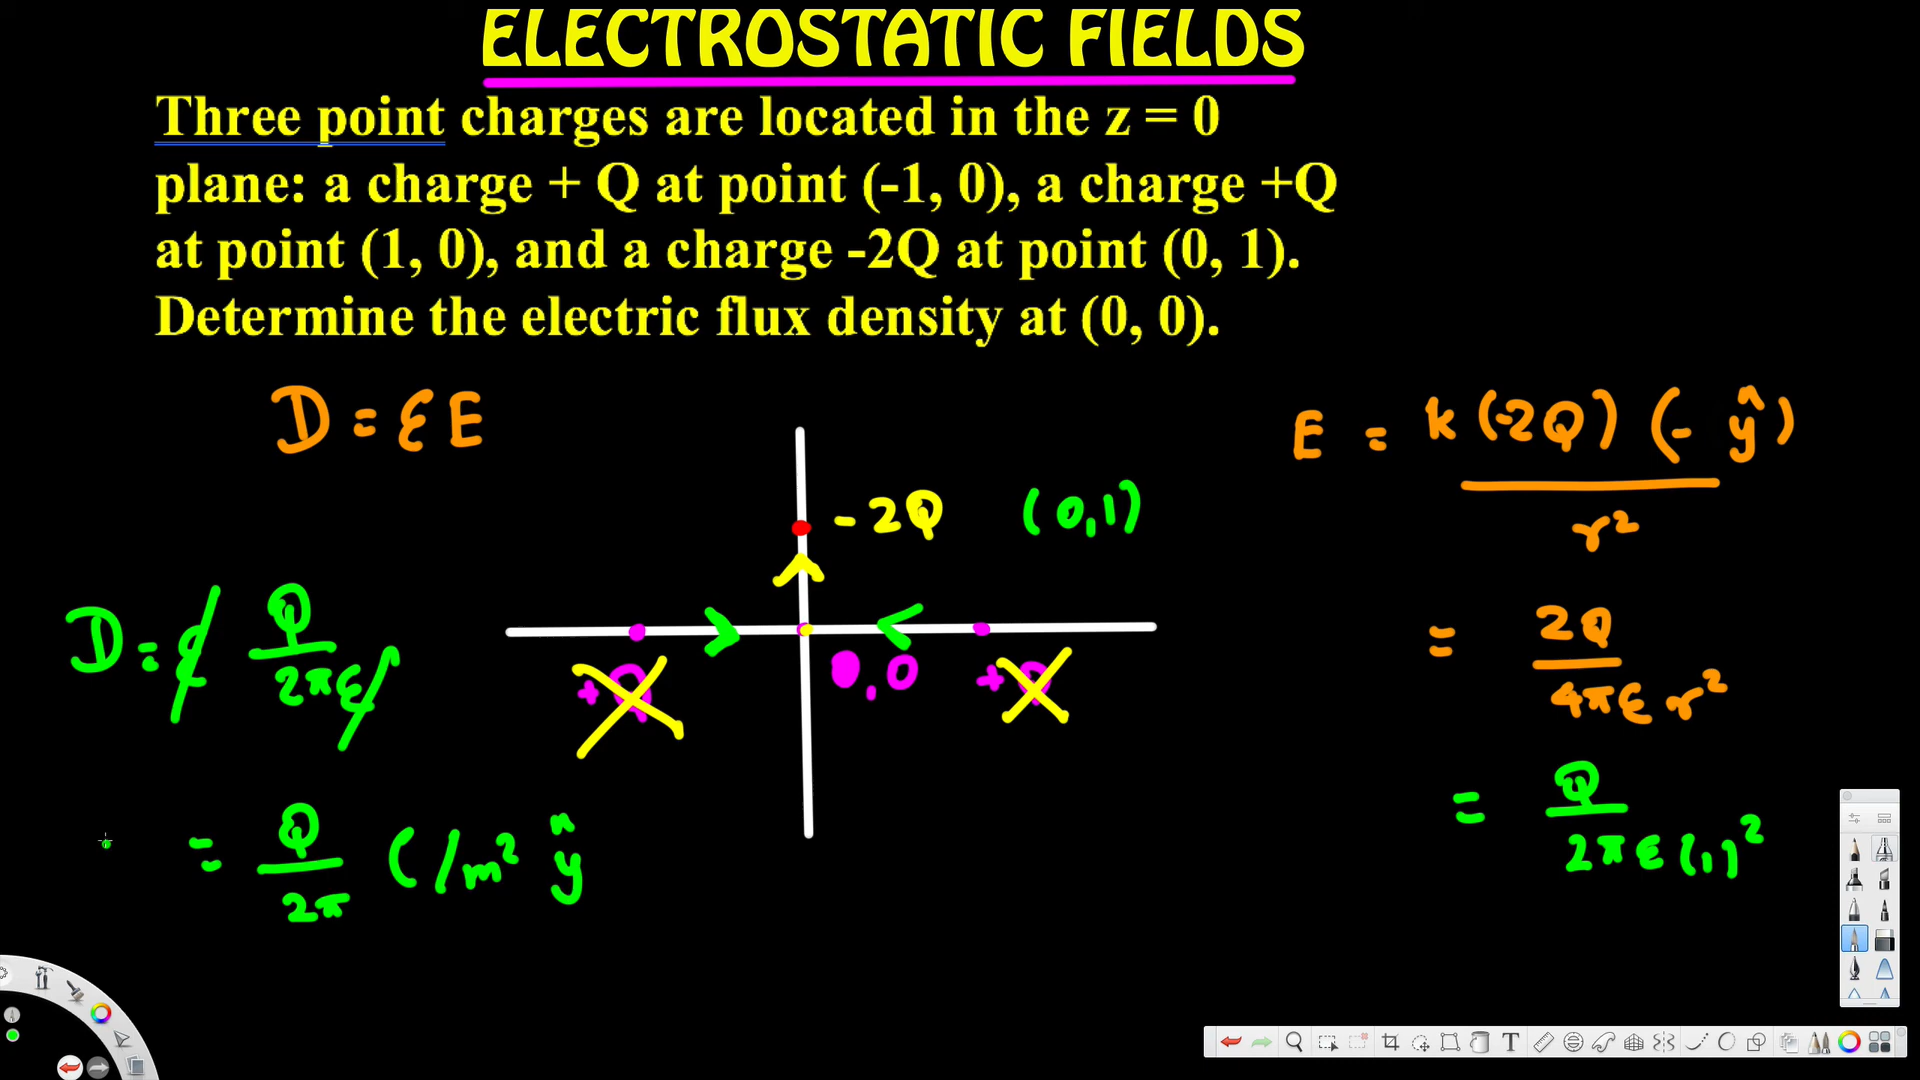 ELECTROSTATIC FIELDS
Three point charges are located in the z = 0
plane: a charge + Q at point (-1, 0), a charge +Q
at point (1, 0), and a charge -2Q at point (0, 1).
Determine the electric flux density at (0, 0).
D = εE
E = k(-2Q)(-ŷ)
r²
-2Q (0,1)
= 2Q
4πε r²
D = ε Q
2πε
+Q 0,0 +Q
= Q
2πε(1)²
= Q C/m² ŷ
2π
T